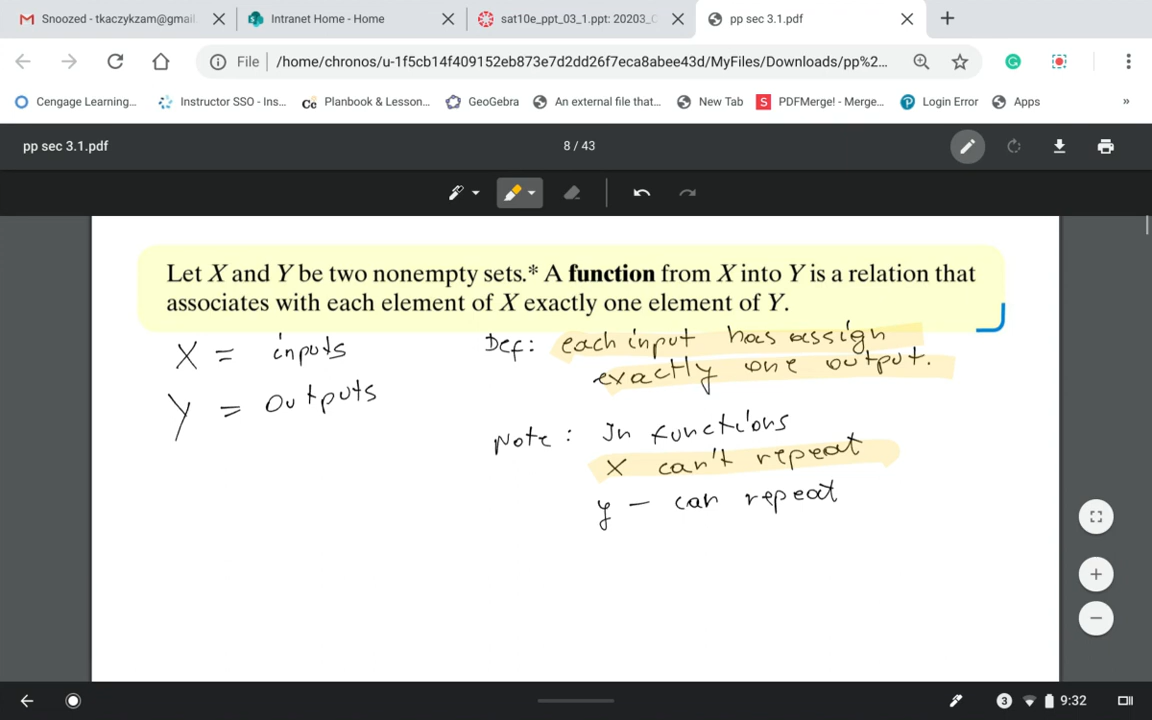 Snoozed - tkaczykzam@gmail
Intranet Home - Home
sat10e_ppt_03_1.ppt: 20203_C
pp sec 3.1.pdf
File
/home/chronos/u-1f5cb14f409152eb873e7d2dd26f7eca8abee43d/MyFiles/Downloads/pp%2...
Cengage Learning...
Instructor SSO - Ins...
Cc Planbook & Lesson...
GeoGebra
An external file that...
New Tab
PDFMerge! - Merge...
Login Error
Apps
»
pp sec 3.1.pdf
8 / 43
Let X and Y be two nonempty sets.* A function from X into Y is a relation that
associates with each element of X exactly one element of Y.
X = inputs
Y = outputs
Def: each input has assign
exactly one output.
Note: In functions
X can't repeat
y - can repeat
3
9:32